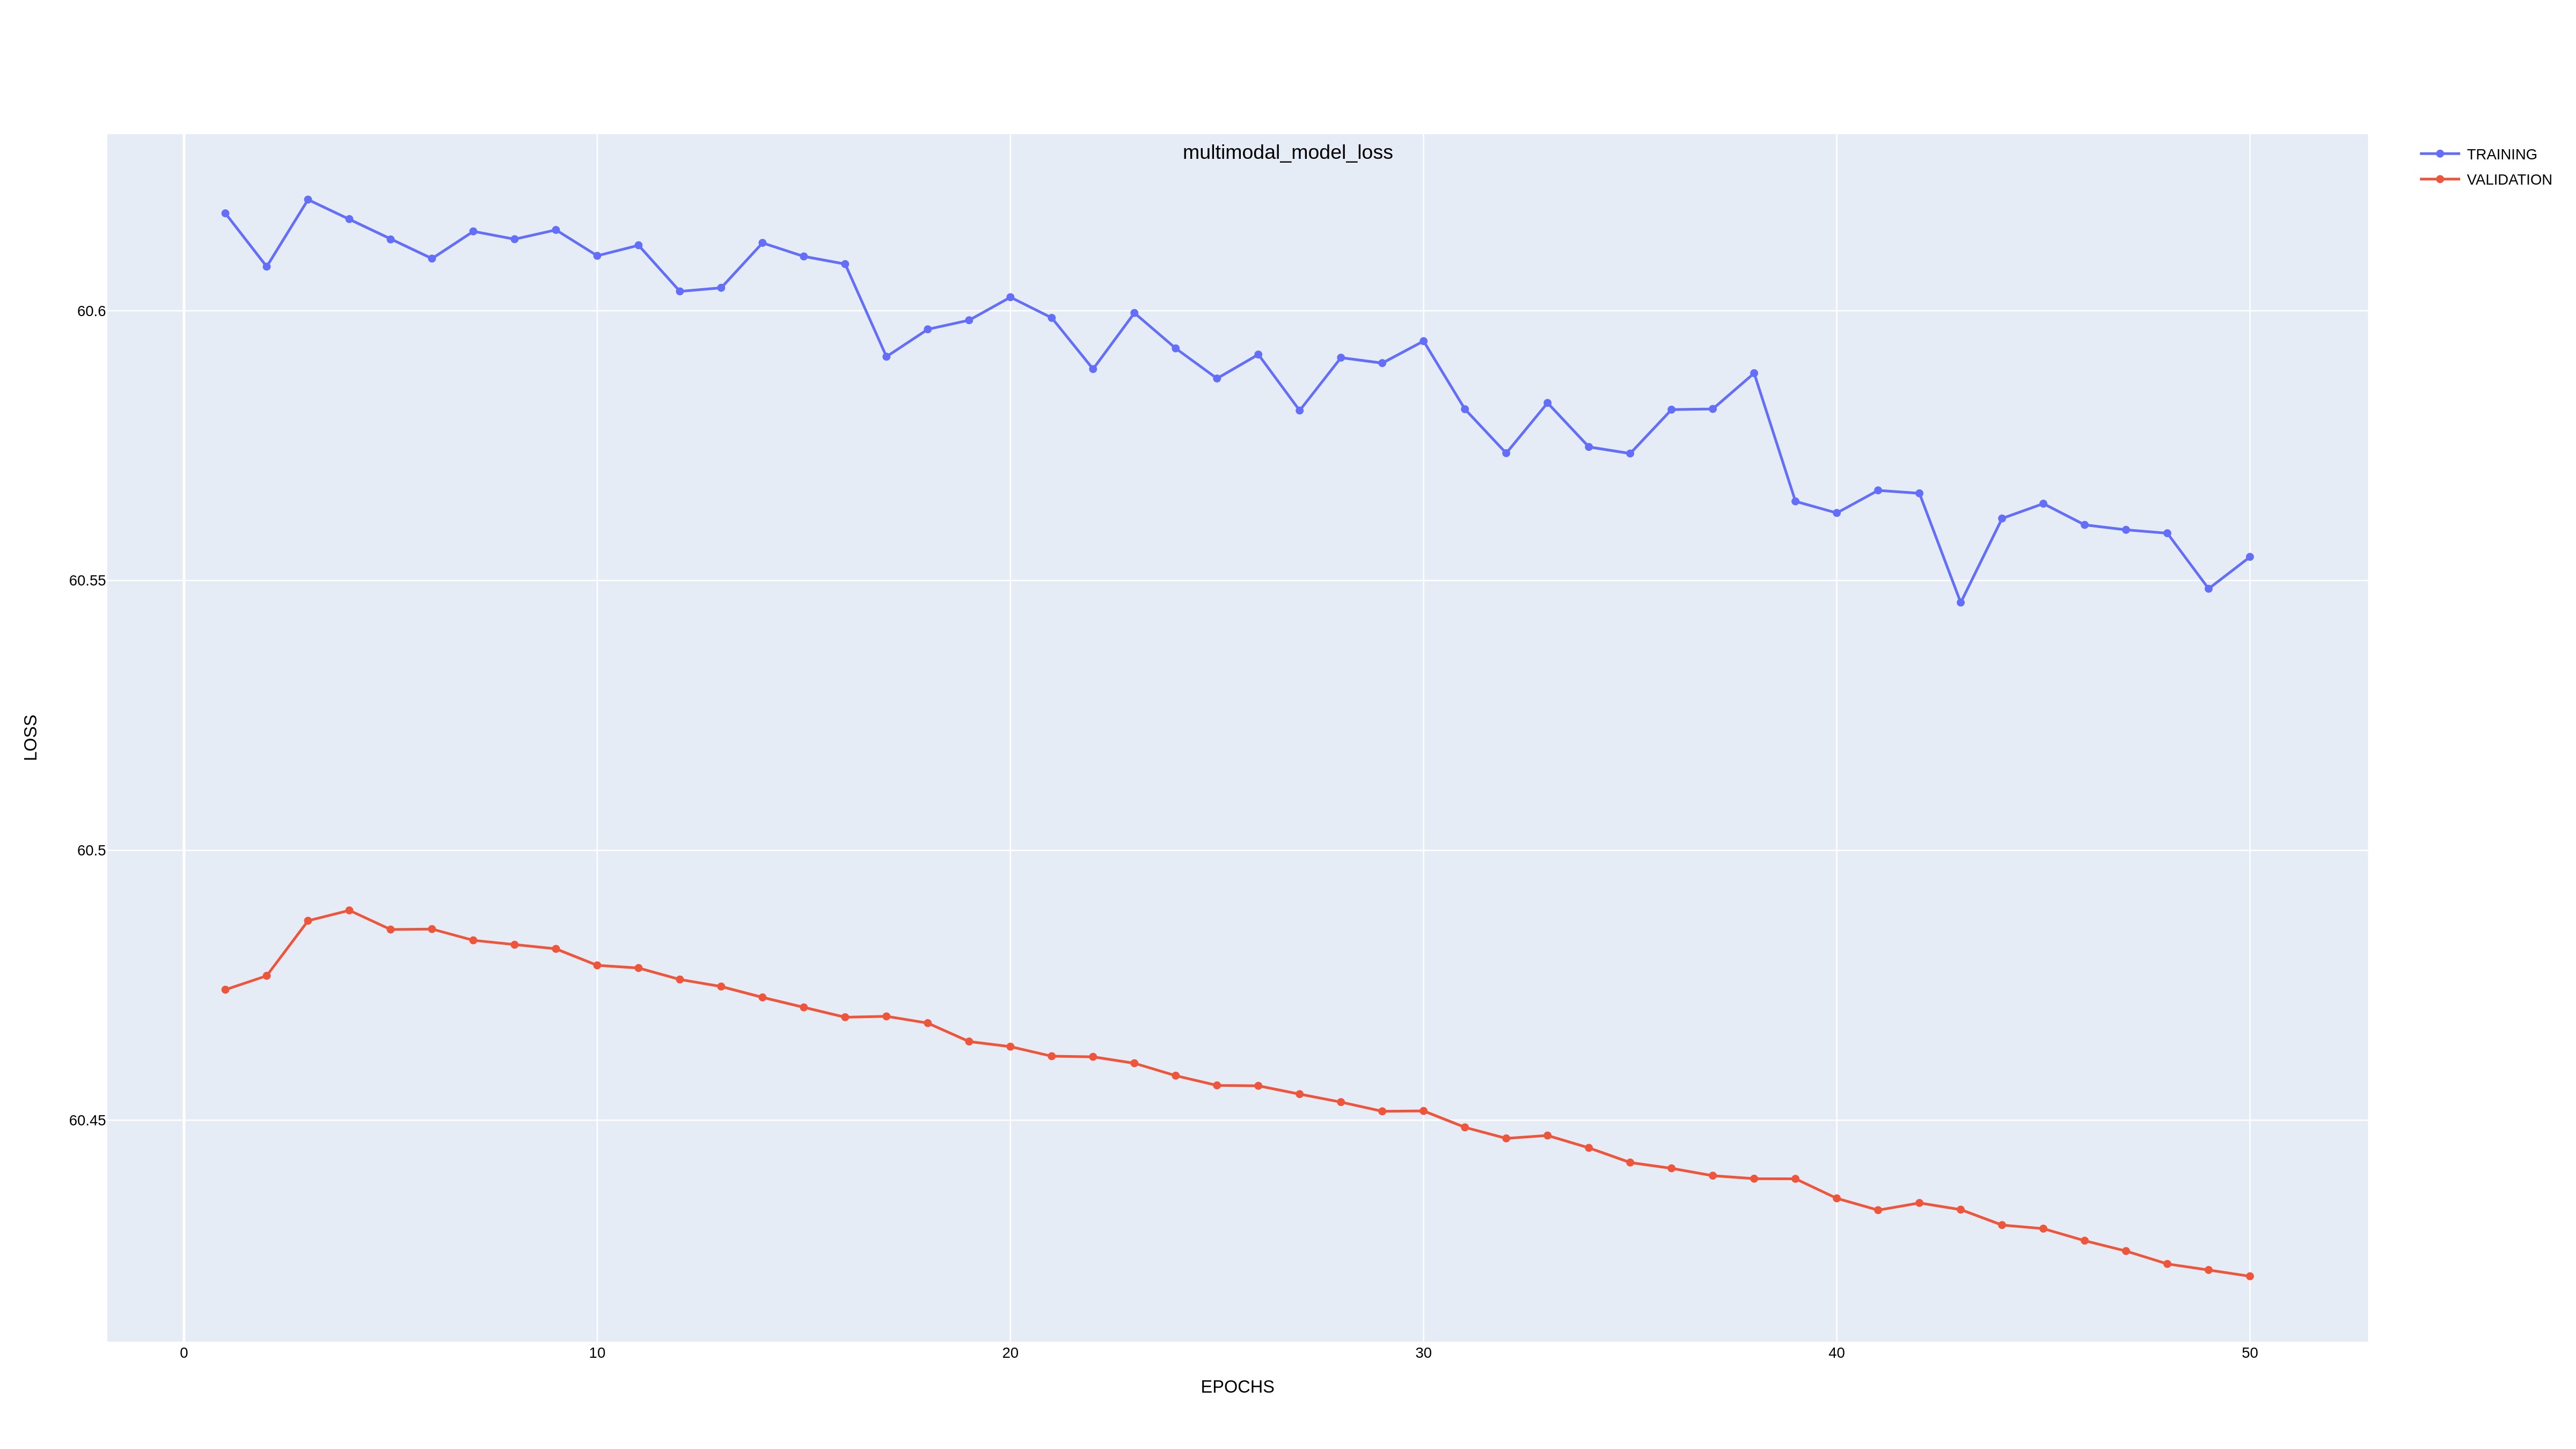 multimodal_model_loss
TRAINING
VALIDATION
60.6
60.55
60.5
60.45
LOSS
0 10 20 30 40 50
EPOCHS